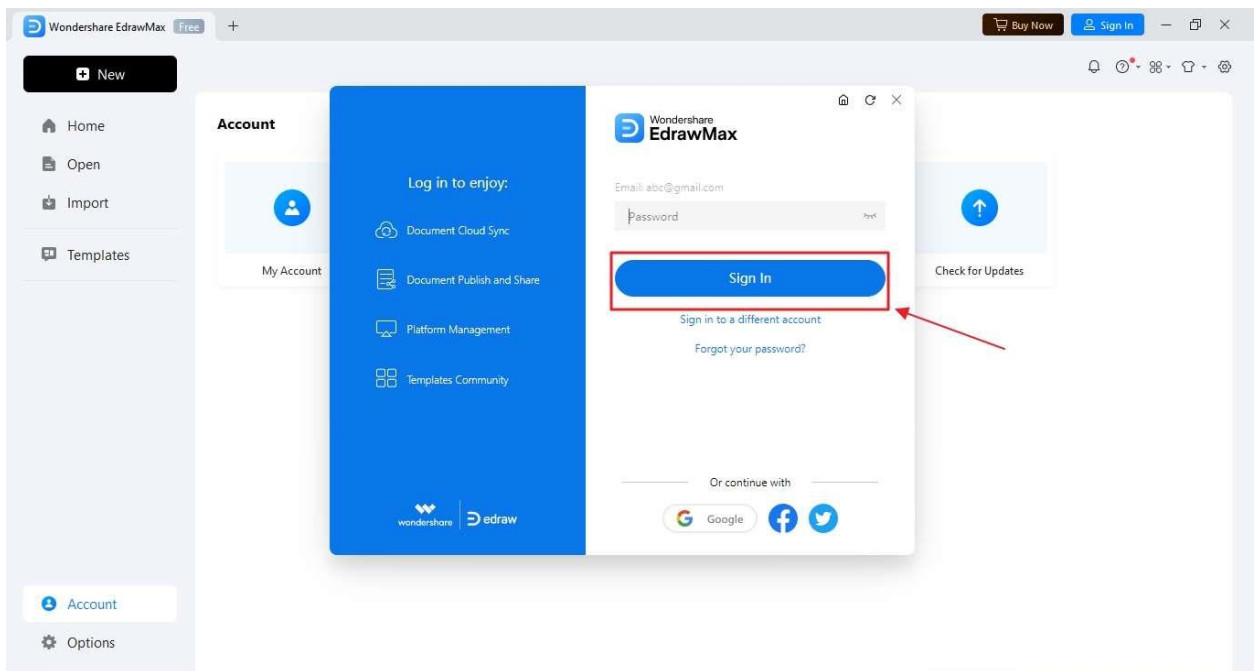 Wondershare EdrawMax Free
Buy Now
Sign In
New
Home
Open
Import
Templates
Account
Options
Account
My Account
Check for Updates
Log in to enjoy:
Document Cloud Sync
Document Publish and Share
Platform Management
Templates Community
wondershare edraw
Wondershare
EdrawMax
Email: abc@gmail.com
Password
Sign In
Sign in to a different account
Forgot your password?
Or continue with
Google